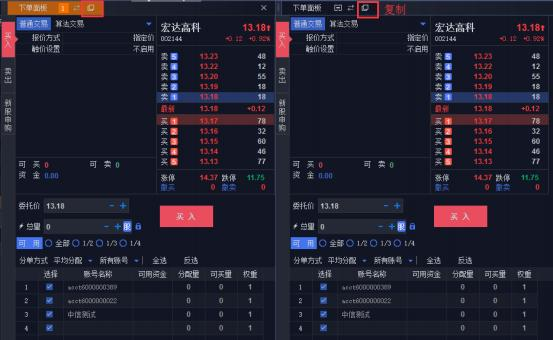 下单面板 1
普通交易 算法交易
报价方式 指定价
触价设置 不启用
买入
卖出
新股申购
宏达高科 13.18
002144 +0.12 +0.92%
卖 5 13.23 48
卖 4 13.22 12
卖 3 13.20 55
卖 2 13.19 18
卖 1 13.18 18
最新 13.18 +0.12
买 1 13.17 78
买 2 13.16 32
买 3 13.15 60
买 4 13.14 46
买 5 13.13 77
涨停 14.37 跌停 11.75
撤买 0 撤卖 0
可买 0 可卖 0
资金 0.00
委托价 13.18 - +
总量 0 - + 股
买入
可用 全部 1/2 1/3 1/4
分单方式 平均分配 所有账号 全选 反选
选择 账号名称 可用资金 分配量 可买量 权重
1 acct6000000389 0 0 1
2 acct6000000022 0 0 1
3 中信测试 0 0 1
4 0 0 1
下单面板 复制
普通交易 算法交易
报价方式 指定价
触价设置 不启用
买入
卖出
新股申购
宏达高科 13.18
002144 +0.12 +0.92%
卖 5 13.23 48
卖 4 13.22 12
卖 3 13.20 55
卖 2 13.19 18
卖 1 13.18 18
最新 13.18 +0.12
买 1 13.17 78
买 2 13.16 32
买 3 13.15 60
买 4 13.14 46
买 5 13.13 77
涨停 14.37 跌停 11.75
撤买 0 撤卖 0
可买 0 可卖 0
资金 0.00
委托价 13.18 - +
总量 0 - + 股
买入
可用 全部 1/2 1/3 1/4
分单方式 平均分配 所有账号 全选 反选
选择 账号名称 可用资金 分配量 可买量 权重
1 acct6000000389 0 0 1
2 acct6000000022 0 0 1
3 中信测试 0 0 1
4 0 0 1